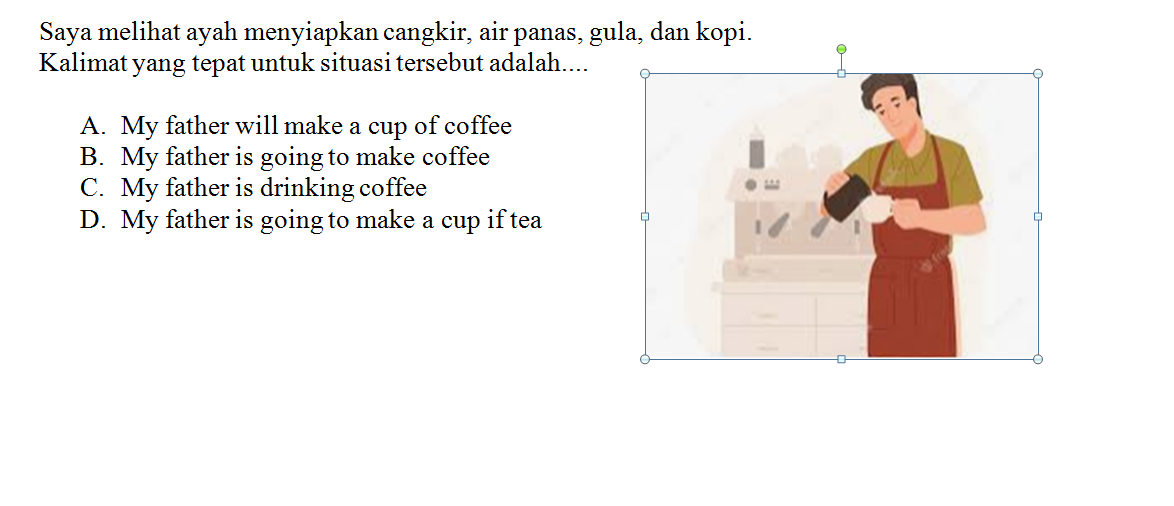 Saya melihat ayah menyiapkan cangkir, air panas, gula, dan kopi.
Kalimat yang tepat untuk situasi tersebut adalah....
A. My father will make a cup of coffee
B. My father is going to make coffee
C. My father is drinking coffee
D. My father is going to make a cup if tea